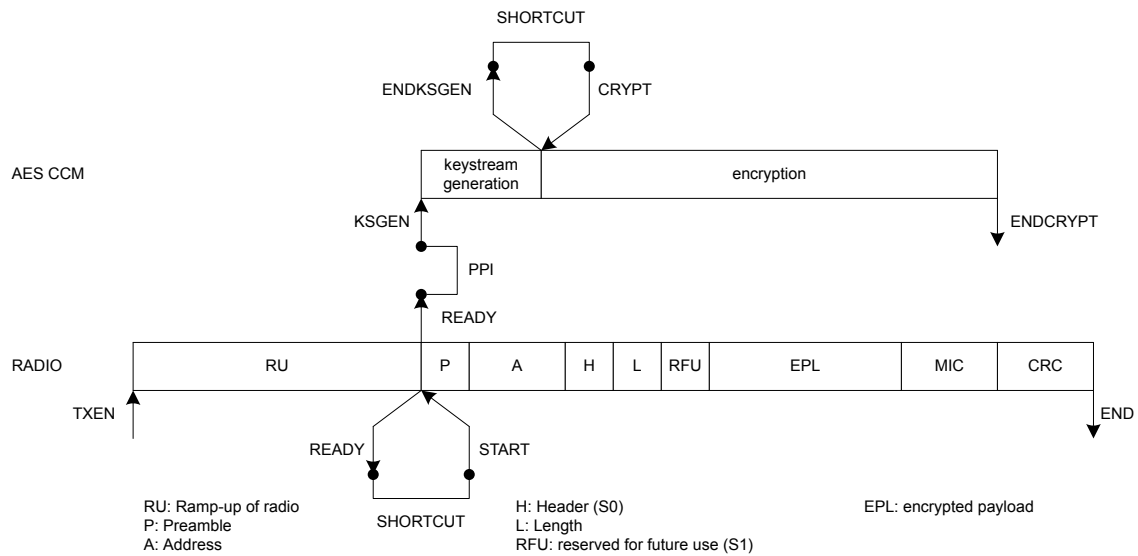 SHORTCUT
ENDKSGEN CRYPT
AES CCM
keystream
generation
encryption
KSGEN
ENDCRYPT
PPI
READY
RADIO
RU P A H L RFU EPL MIC CRC
TXEN
END
READY
START
SHORTCUT
RU: Ramp-up of radio
P: Preamble
A: Address
H: Header (S0)
L: Length
RFU: reserved for future use (S1)
EPL: encrypted payload